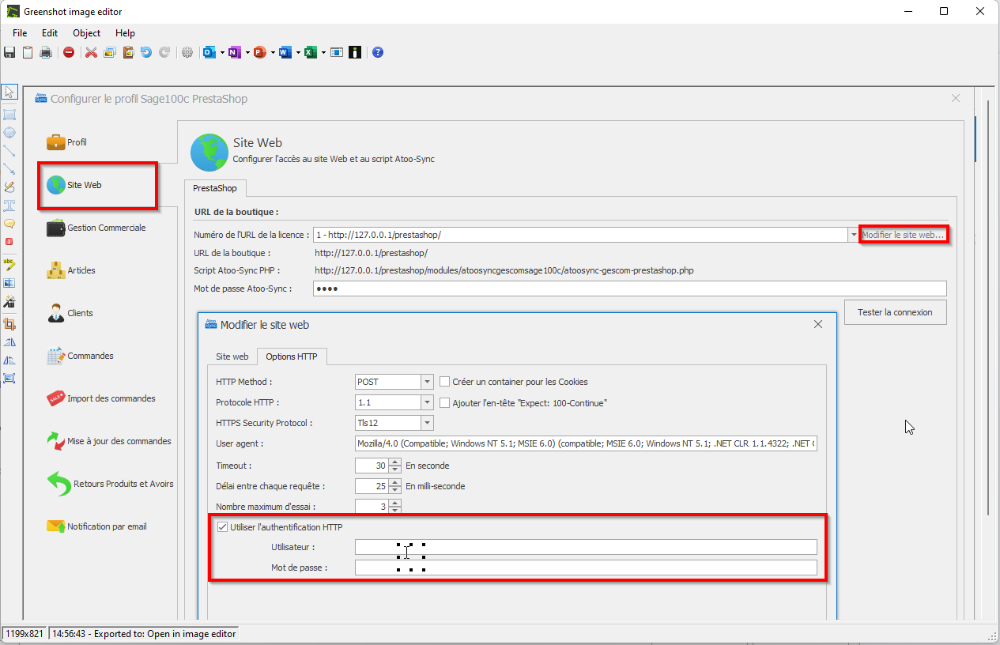 Greenshot image editor
File Edit Object Help
Atoo Sync Configurer le profil Sage100c PrestaShop
Profil
Site Web
Gestion Commerciale
Articles
Clients
Commandes
SALE Import des commandes
Mise à jour des commandes
Retours Produits et Avoirs
Notification par email
Site Web
Configurer l'accès au site Web et au script Atoo-Sync
PrestaShop
URL de la boutique :
Numéro de l'URL de la licence : 1 - http://127.0.0.1/prestashop/ Modifier le site web...
URL de la boutique : http://127.0.0.1/prestashop/
Script Atoo-Sync PHP : http://127.0.0.1/prestashop/modules/atoosyncgescomsage100c/atoosync-gescom-prestashop.php
Mot de passe Atoo-Sync : ●●●●
Tester la connexion
Atoo Sync Modifier le site web
Site web Options HTTP
HTTP Method : POST Créer un container pour les Cookies
Protocole HTTP : 1.1 Ajouter l'en-tête "Expect: 100-Continue"
HTTPS Security Protocol : Tls12
User agent : Mozilla/4.0 (Compatible; Windows NT 5.1; MSIE 6.0) (compatible; MSIE 6.0; Windows NT 5.1; .NET CLR 1.1.4322; .NET
Timeout : 30 En seconde
Délai entre chaque requête : 25 En milli-seconde
Nombre maximum d'essai : 3
Utiliser l'authentification HTTP
Utilisateur :
Mot de passe :
1199x821 14:56:43 - Exported to: Open in image editor